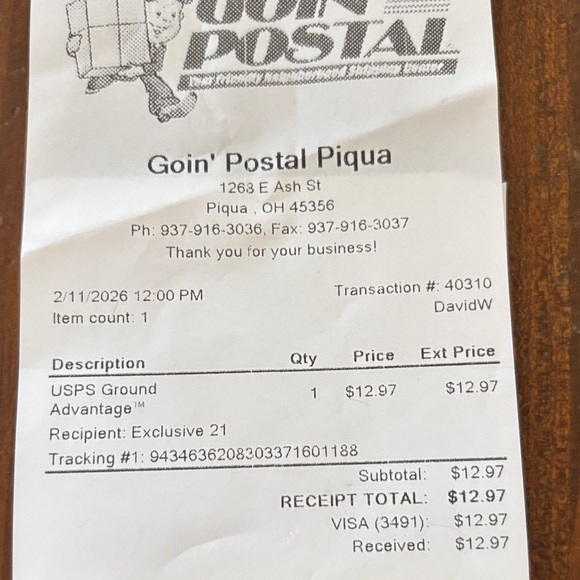 GOIN'
POSTAL
Goin' Postal Piqua
1263 E Ash St
Piqua , OH 45356
Ph: 937-916-3036, Fax: 937-916-3037
Thank you for your business!
2/11/2026 12:00 PM
Transaction #: 40310
Item count: 1
DavidW
Description Qty Price Ext Price
USPS Ground 1 $12.97 $12.97
Advantage™
Recipient: Exclusive 21
Tracking #1: 9434636208303371601188
Subtotal: $12.97
RECEIPT TOTAL: $12.97
VISA (3491): $12.97
Received: $12.97